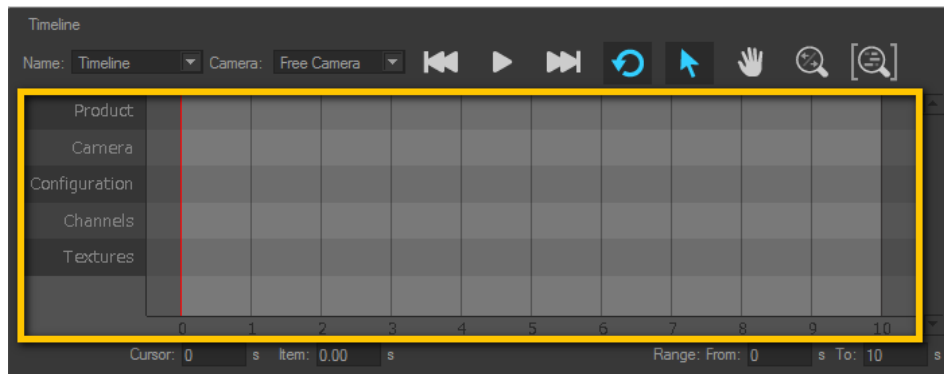 Timeline
Name: Timeline Camera: Free Camera
Product
Camera
Configuration
Channels
Textures
0 1 2 3 4 5 6 7 8 9 10
Cursor: 0 s Item: 0.00 s Range: From: 0 s To: 10 s